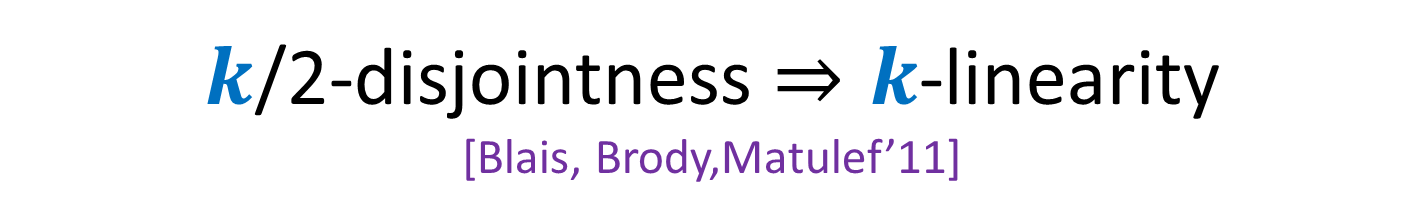 k/2-disjointness ⇒ k-linearity
[Blais, Brody,Matulef’11]